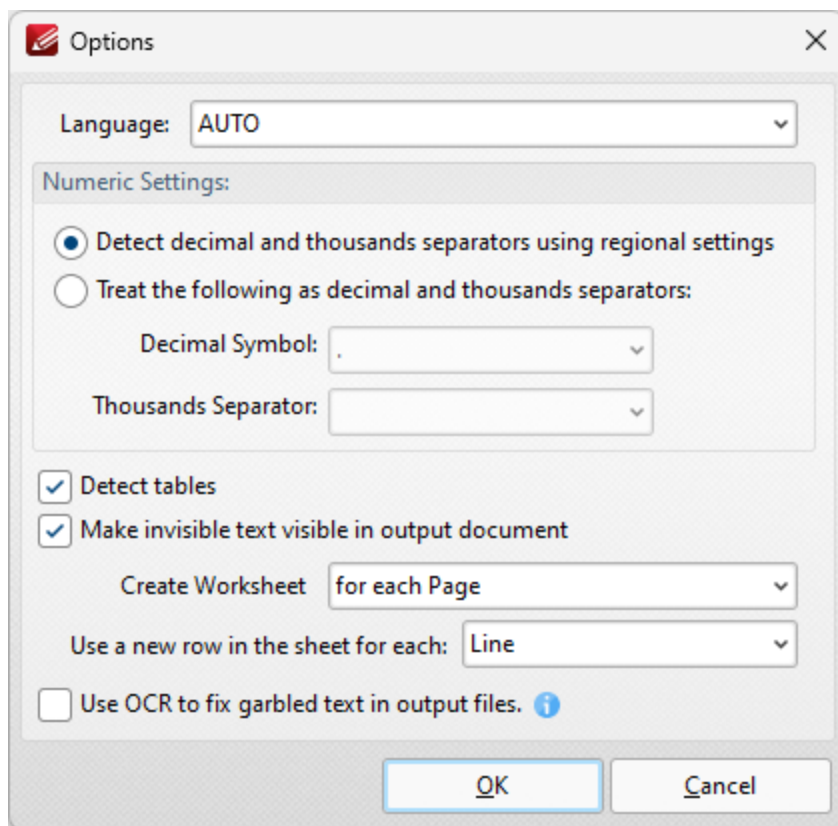 Options
Language: AUTO
Numeric Settings:
Detect decimal and thousands separators using regional settings
Treat the following as decimal and thousands separators:
Decimal Symbol: .
Thousands Separator:
Detect tables
Make invisible text visible in output document
Create Worksheet for each Page
Use a new row in the sheet for each: Line
Use OCR to fix garbled text in output files. i
OK Cancel